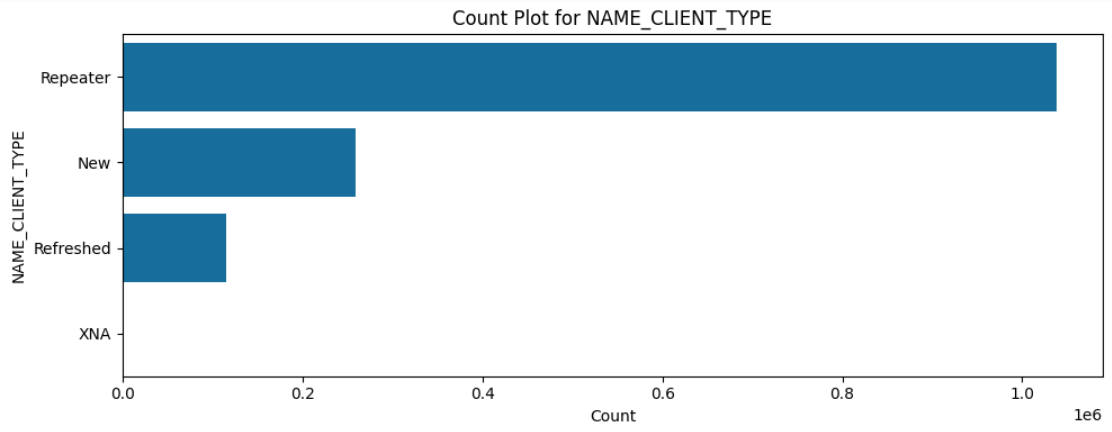 Count Plot for NAME_CLIENT_TYPE
NAME_CLIENT_TYPE
Repeater
New
Refreshed
XNA
0.0 0.2 0.4 0.6 0.8 1.0
1e6
Count